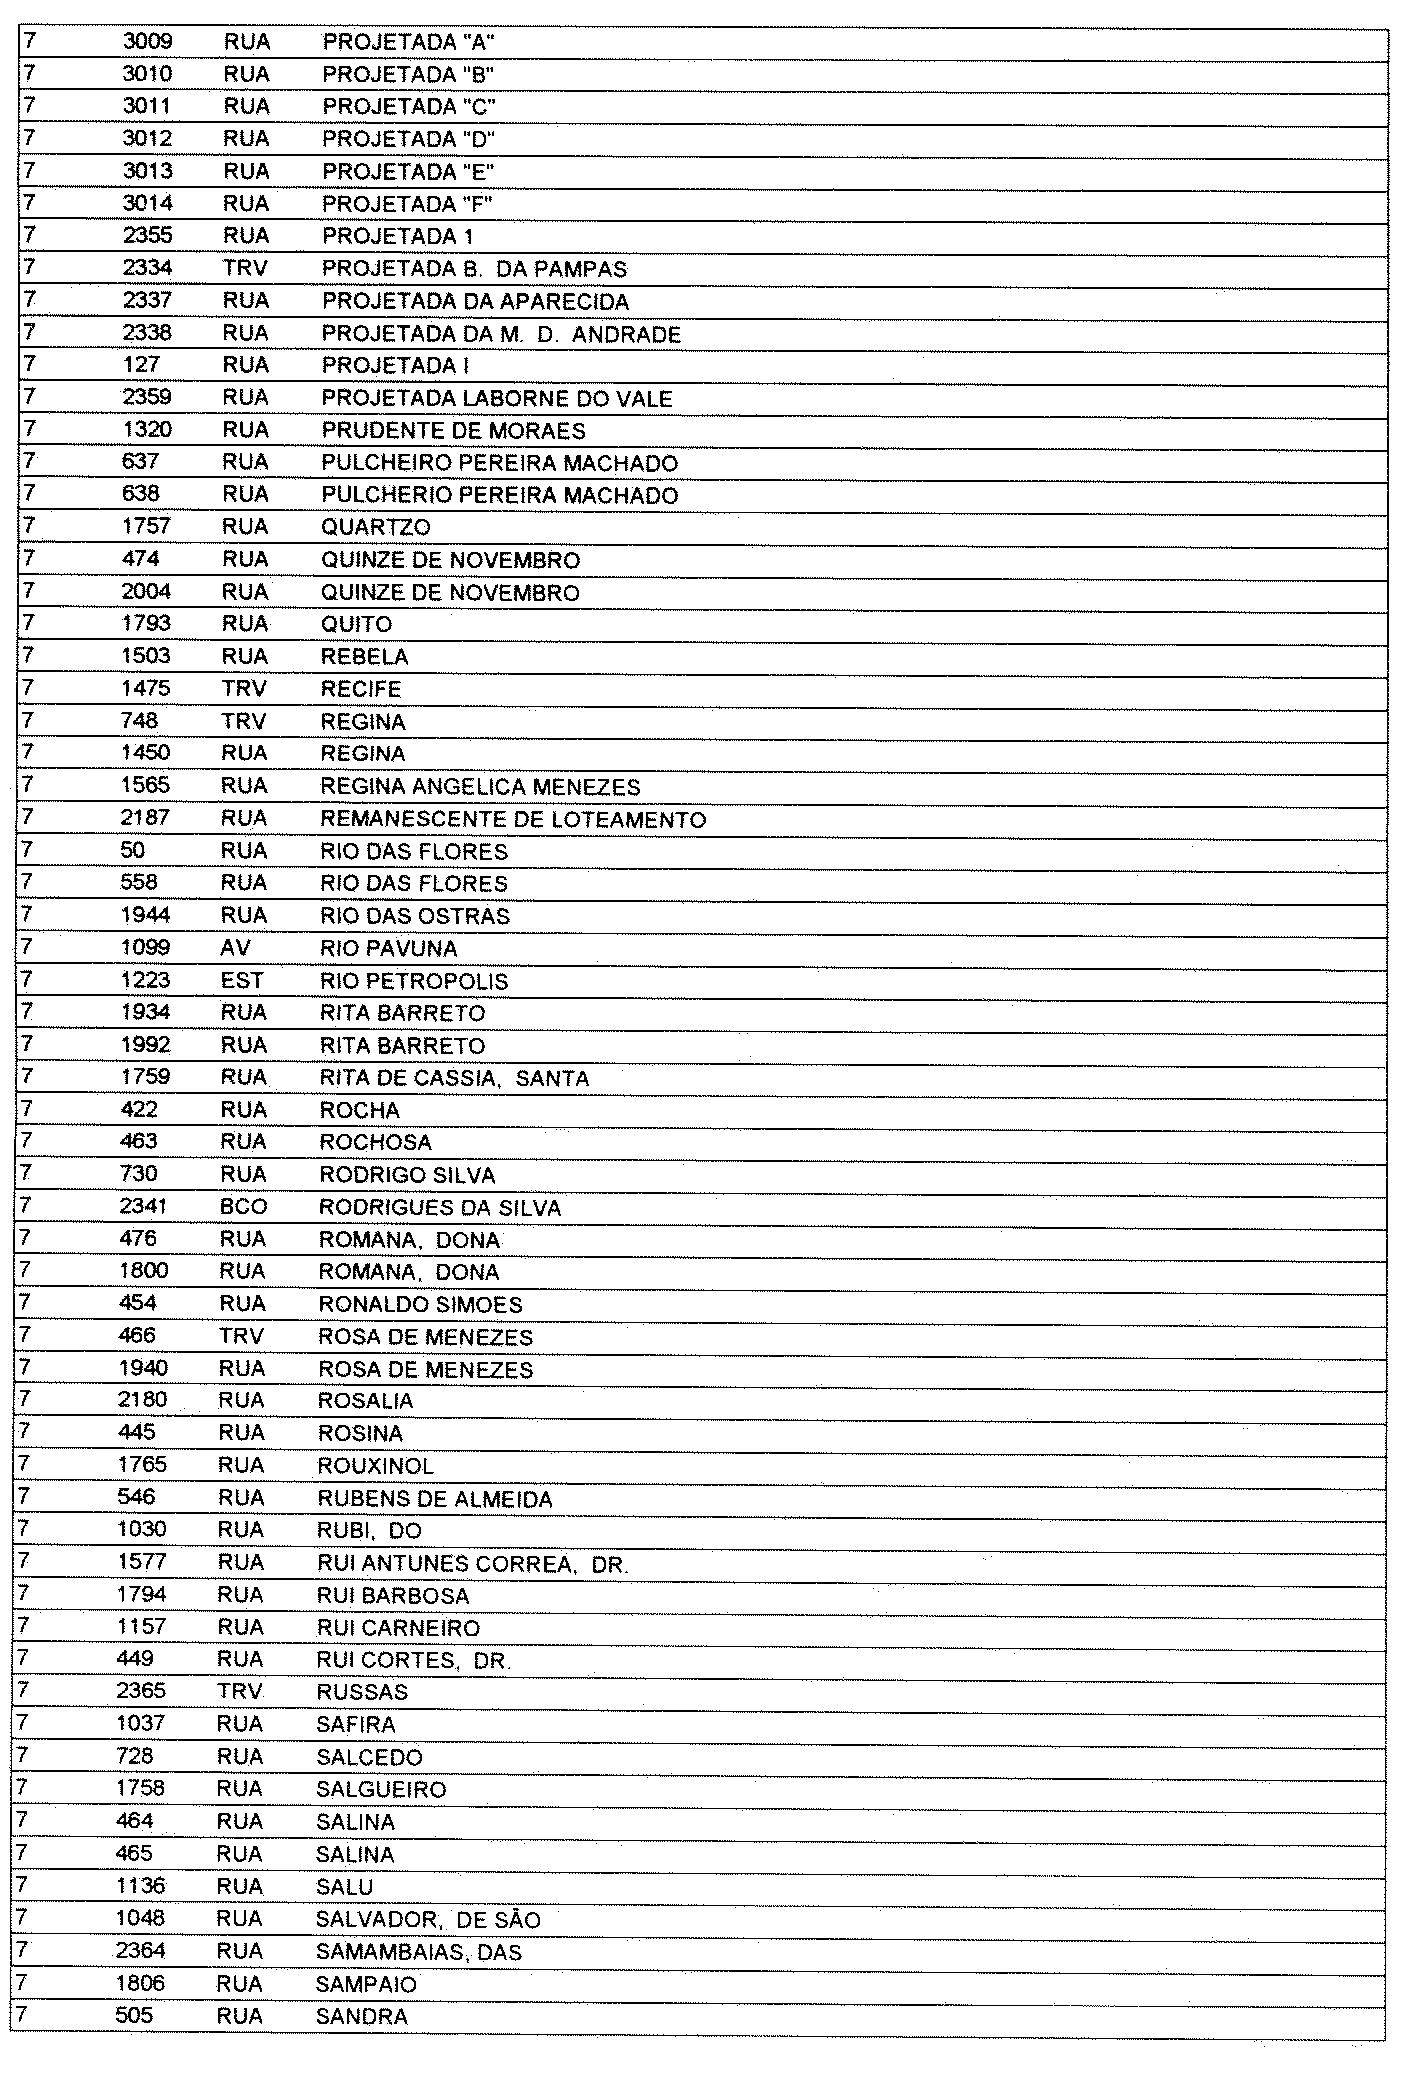 7 3009 RUA PROJETADA "A"
7 3010 RUA PROJETADA "B"
7 3011 RUA PROJETADA "C"
7 3012 RUA PROJETADA "D"
7 3013 RUA PROJETADA "E"
7 3014 RUA PROJETADA "F"
7 2355 RUA PROJETADA 1
7 2334 TRV PROJETADA B. DA PAMPAS
7 2337 RUA PROJETADA DA APARECIDA
7 2338 RUA PROJETADA DA M. D. ANDRADE
7 127 RUA PROJETADA I
7 2359 RUA PROJETADA LABORNE DO VALE
7 1320 RUA PRUDENTE DE MORAES
7 637 RUA PULCHEIRO PEREIRA MACHADO
7 638 RUA PULCHERIO PEREIRA MACHADO
7 1757 RUA QUARTZO
7 474 RUA QUINZE DE NOVEMBRO
7 2004 RUA QUINZE DE NOVEMBRO
7 1793 RUA QUITO
7 1503 RUA REBELA
7 1475 TRV RECIFE
7 748 TRV REGINA
7 1450 RUA REGINA
7 1565 RUA REGINA ANGELICA MENEZES
7 2187 RUA REMANESCENTE DE LOTEAMENTO
7 50 RUA RIO DAS FLORES
7 558 RUA RIO DAS FLORES
7 1944 RUA RIO DAS OSTRAS
7 1099 AV RIO PAVUNA
7 1223 EST RIO PETROPOLIS
7 1934 RUA RITA BARRETO
7 1992 RUA RITA BARRETO
7 1759 RUA RITA DE CASSIA, SANTA
7 422 RUA ROCHA
7 463 RUA ROCHOSA
7 730 RUA RODRIGO SILVA
7 2341 BCO RODRIGUES DA SILVA
7 476 RUA ROMANA, DONA
7 1800 RUA ROMANA, DONA
7 454 RUA RONALDO SIMOES
7 466 TRV ROSA DE MENEZES
7 1940 RUA ROSA DE MENEZES
7 2180 RUA ROSALIA
7 445 RUA ROSINA
7 1765 RUA ROUXINOL
7 546 RUA RUBENS DE ALMEIDA
7 1030 RUA RUBI, DO
7 1577 RUA RUI ANTUNES CORREA, DR.
7 1794 RUA RUI BARBOSA
7 1157 RUA RUI CARNEIRO
7 449 RUA RUI CORTES, DR.
7 2365 TRV RUSSAS
7 1037 RUA SAFIRA
7 728 RUA SALCEDO
7 1758 RUA SALGUEIRO
7 464 RUA SALINA
7 465 RUA SALINA
7 1136 RUA SALU
7 1048 RUA SALVADOR, DE SÃO
7 2364 RUA SAMAMBAIAS, DAS
7 1806 RUA SAMPAIO
7 505 RUA SANDRA